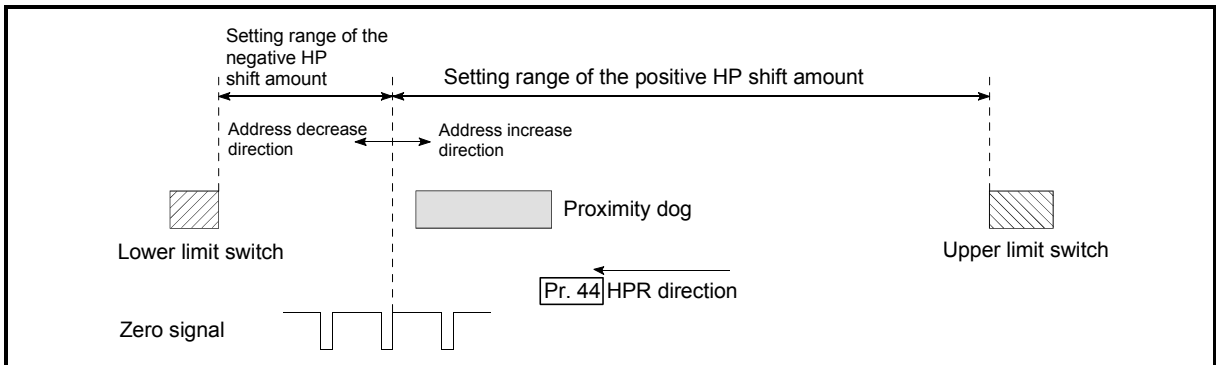 Setting range of the
negative HP
shift amount
Setting range of the positive HP shift amount
Address decrease
direction
Address increase
direction
Proximity dog
Lower limit switch
Upper limit switch
Pr. 44 HPR direction
Zero signal